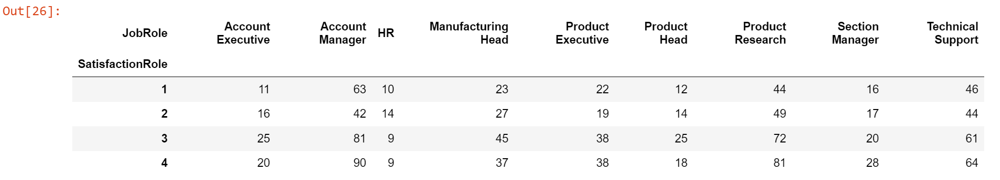 Out[26]:
JobRole Account Executive Account Manager HR Manufacturing Head Product Executive Product Head Product Research Section Manager Technical Support
SatisfactionRole
1 11 63 10 23 22 12 44 16 46
2 16 42 14 27 19 14 49 17 44
3 25 81 9 45 38 25 72 20 61
4 20 90 9 37 38 18 81 28 64